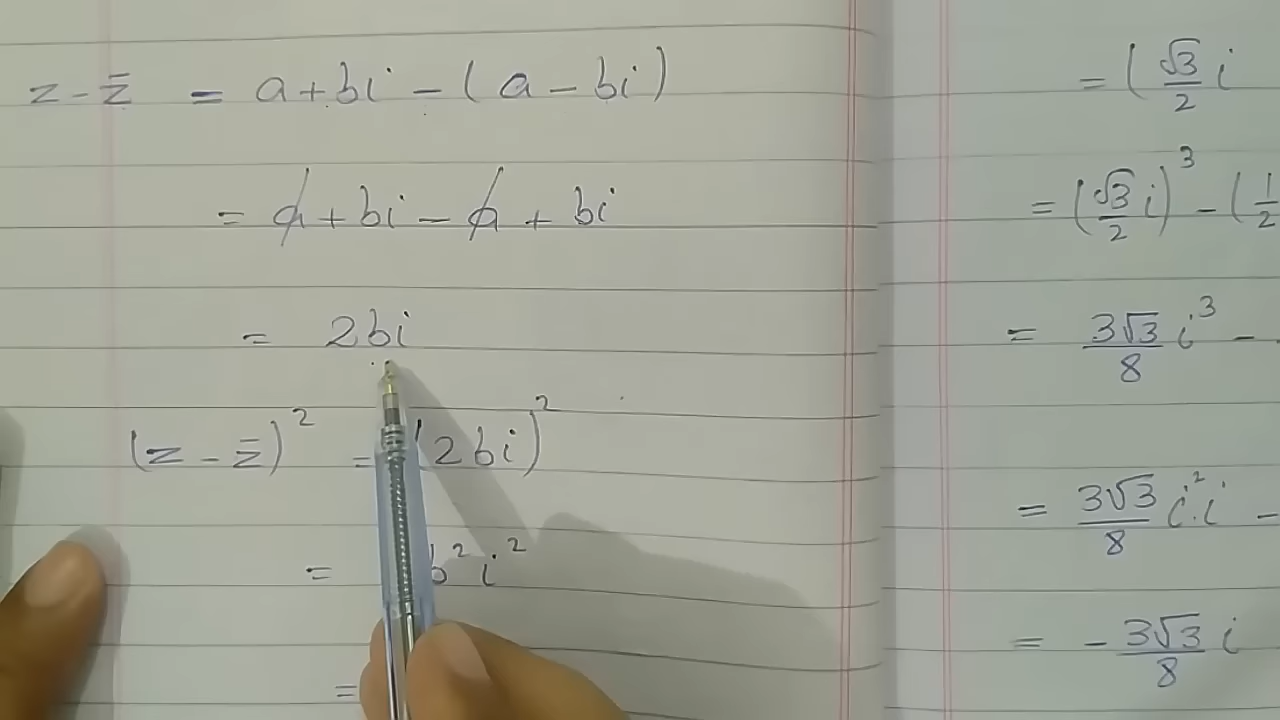 z - z̄ = a + bi - (a - bi)
= a + bi - a + bi
= 2bi
(z - z̄)² = (2bi)²
= b² i²
=
= (√3/2 i
= (√3/2 i)³ - (1/2
= 3√3/8 i³ -
= 3√3/8 i².i -
= - 3√3/8 i